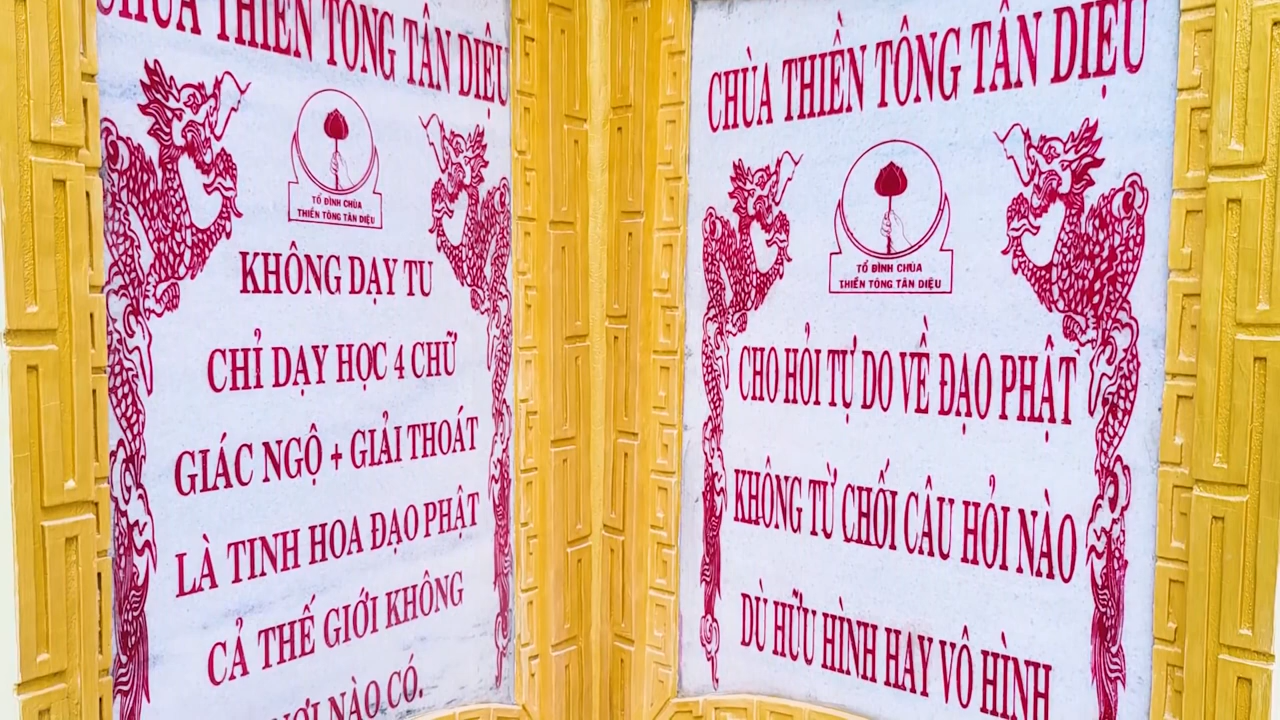 CHÙA THIỀN TÔNG TÂN DIỆU
TỔ ĐÌNH CHÙA
THIỀN TÔNG TÂN DIỆU
KHÔNG DẠY TU
CHỈ DẠY HỌC 4 CHỮ
GIÁC NGỘ + GIẢI THOÁT
LÀ TINH HOA ĐẠO PHẬT
CẢ THẾ GIỚI KHÔNG
NƠI NÀO CÓ.
CHÙA THIỀN TÔNG TÂN DIỆU
TỔ ĐÌNH CHÙA
THIỀN TÔNG TÂN DIỆU
CHO HỎI TỰ DO VỀ ĐẠO PHẬT
KHÔNG TỪ CHỐI CÂU HỎI NÀO
DÙ HỮU HÌNH HAY VÔ HÌNH